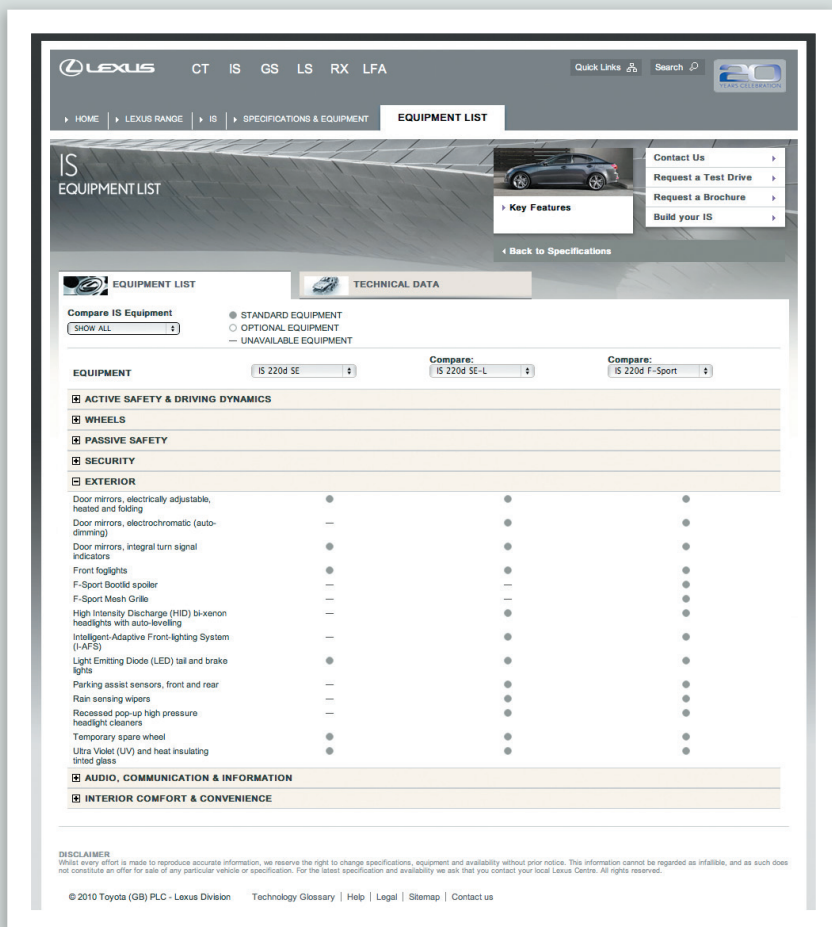 LEXUS
CT IS GS LS RX LFA
Quick Links
Search
20
YEARS CELEBRATION
HOME
LEXUS RANGE
IS
SPECIFICATIONS & EQUIPMENT
EQUIPMENT LIST
IS
EQUIPMENT LIST
Key Features
Contact Us
Request a Test Drive
Request a Brochure
Build your IS
Back to Specifications
EQUIPMENT LIST
TECHNICAL DATA
Compare IS Equipment
SHOW ALL
STANDARD EQUIPMENT
OPTIONAL EQUIPMENT
— UNAVAILABLE EQUIPMENT
EQUIPMENT
IS 220d SE
Compare:
IS 220d SE-L
Compare:
IS 220d F-Sport
ACTIVE SAFETY & DRIVING DYNAMICS
WHEELS
PASSIVE SAFETY
SECURITY
EXTERIOR
Door mirrors, electrically adjustable,
heated and folding
Door mirrors, electrochromatic (auto-
dimming)
Door mirrors, integral turn signal
indicators
Front foglights
F-Sport Bootlid spoiler
F-Sport Mesh Grille
High Intensity Discharge (HID) bi-xenon
headlights with auto-levelling
Intelligent-Adaptive Front-lighting System
(I-AFS)
Light Emitting Diode (LED) tail and brake
lights
Parking assist sensors, front and rear
Rain sensing wipers
Recessed pop-up high pressure
headlight cleaners
Temporary spare wheel
Ultra Violet (UV) and heat insulating
tinted glass
AUDIO, COMMUNICATION & INFORMATION
INTERIOR COMFORT & CONVENIENCE
DISCLAIMER
Whilst every effort is made to reproduce accurate information, we reserve the right to change specifications, equipment and availability without prior notice. This information cannot be regarded as infallible, and as such does
not constitute an offer for sale of any particular vehicle or specification. For the latest specification and availability we ask that you contact your local Lexus Centre. All rights reserved.
© 2010 Toyota (GB) PLC - Lexus Division Technology Glossary | Help | Legal | Sitemap | Contact us